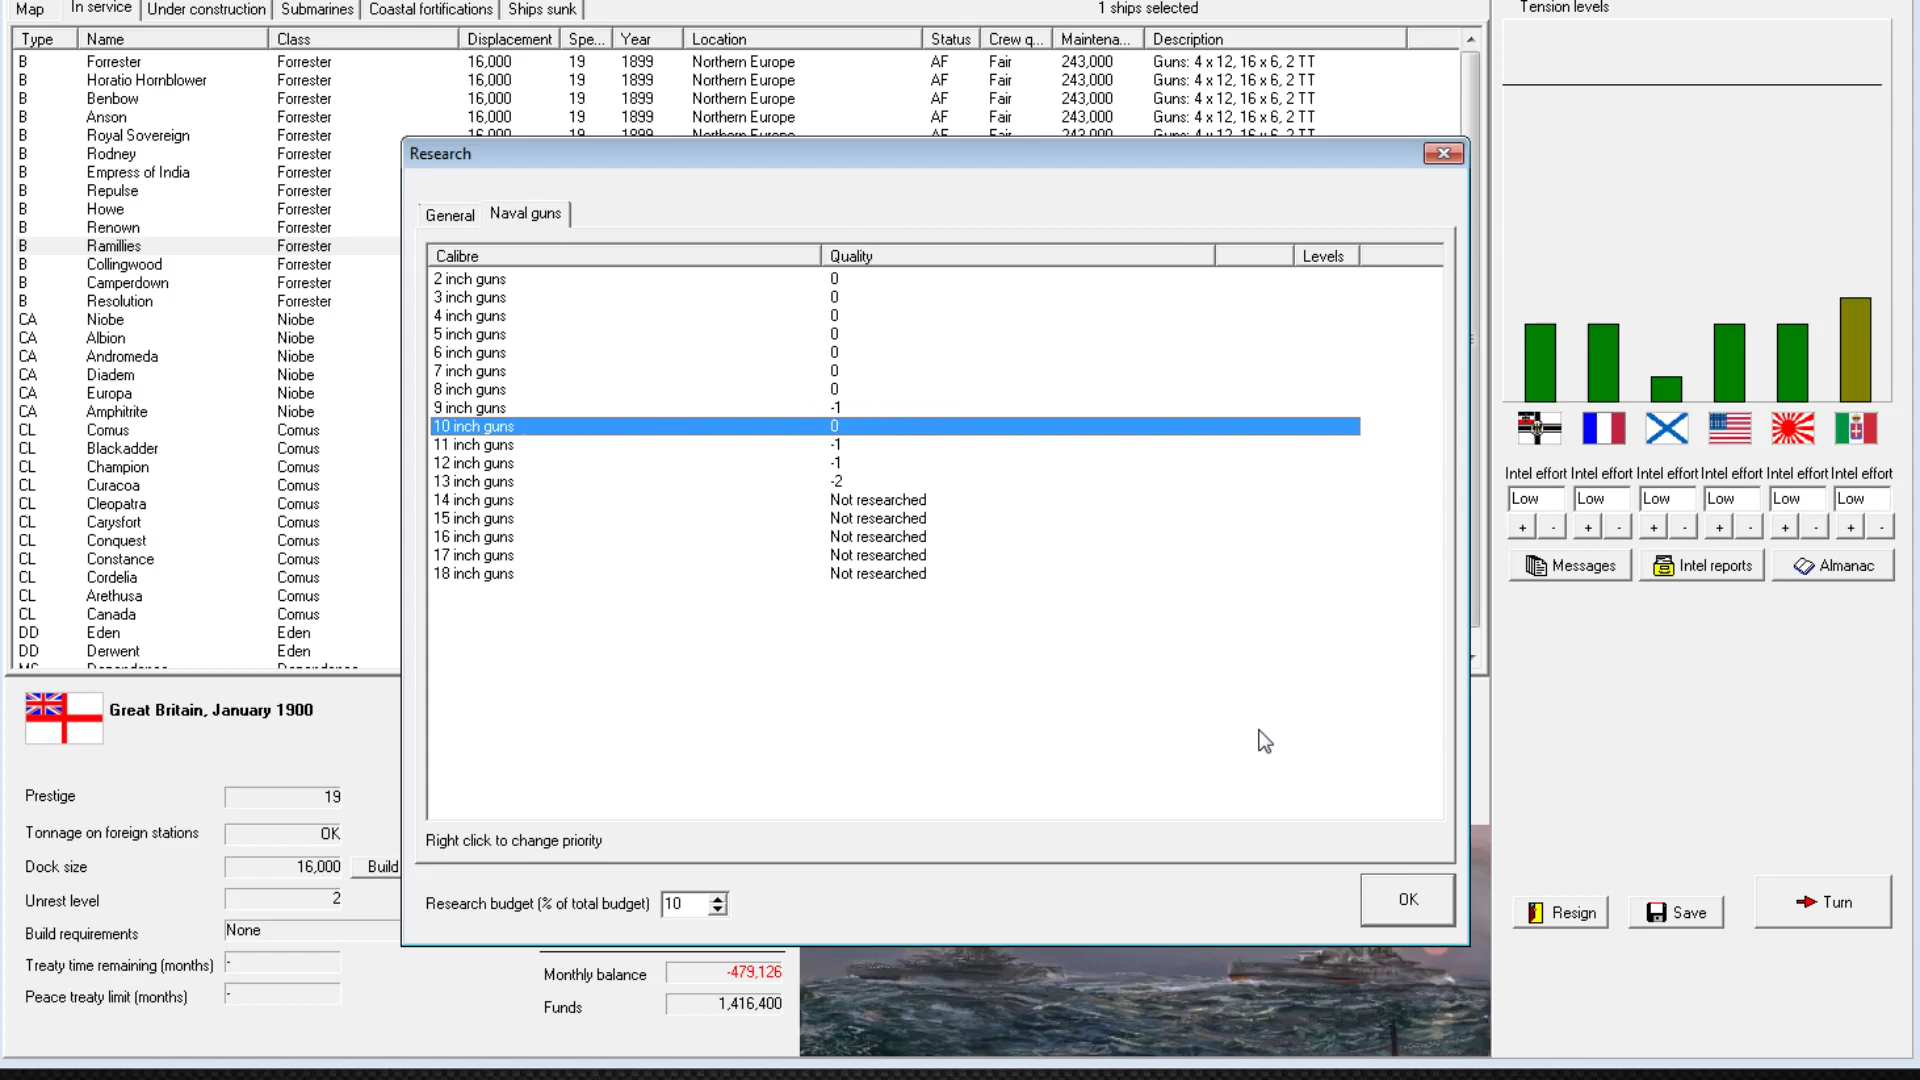 Map In service Under construction Submarines Coastal fortifications Ships sunk 1 ships selected
Type Name Class Displacement Spe... Year Location Status Crew q... Maintena... Description
B Forrester Forrester 16,000 19 1899 Northern Europe AF Fair 243,000 Guns: 4 x 12, 16 x 6, 2 TT
B Horatio Hornblower Forrester 16,000 19 1899 Northern Europe AF Fair 243,000 Guns: 4 x 12, 16 x 6, 2 TT
B Benbow Forrester 16,000 19 1899 Northern Europe AF Fair 243,000 Guns: 4 x 12, 16 x 6, 2 TT
B Anson Forrester 16,000 19 1899 Northern Europe AF Fair 243,000 Guns: 4 x 12, 16 x 6, 2 TT
B Royal Sovereign Forrester 16,000 19 1899 Northern Europe AF Fair 243,000 Guns: 4 x 12, 16 x 6, 2 TT
B Rodney Forrester
B Empress of India Forrester
B Repulse Forrester
B Howe Forrester
B Renown Forrester
B Ramillies Forrester
B Collingwood Forrester
B Camperdown Forrester
B Resolution Forrester
CA Niobe Niobe
CA Albion Niobe
CA Andromeda Niobe
CA Diadem Niobe
CA Europa Niobe
CA Amphitrite Niobe
CL Comus Comus
CL Blackadder Comus
CL Champion Comus
CL Curacoa Comus
CL Cleopatra Comus
CL Carysfort Comus
CL Conquest Comus
CL Constance Comus
CL Cordelia Comus
CL Arethusa Comus
CL Canada Comus
DD Eden Eden
DD Derwent Eden
Research
General Naval guns
Calibre Quality Levels
2 inch guns 0
3 inch guns 0
4 inch guns 0
5 inch guns 0
6 inch guns 0
7 inch guns 0
8 inch guns 0
9 inch guns -1
10 inch guns 0
11 inch guns -1
12 inch guns -1
13 inch guns -2
14 inch guns Not researched
15 inch guns Not researched
16 inch guns Not researched
17 inch guns Not researched
18 inch guns Not researched
Right click to change priority
Research budget (% of total budget) 10
OK
Tension levels
Intel effort Intel effort Intel effort Intel effort Intel effort Intel effort
Low Low Low Low Low Low
+ - + - + - + - + - + -
Messages Intel reports Almanac
Resign Save Turn
Great Britain, January 1900
Prestige 19
Tonnage on foreign stations OK
Dock size 16,000 Build
Unrest level 2
Build requirements None
Treaty time remaining (months) -
Peace treaty limit (months) -
Monthly balance -479,126
Funds 1,416,400